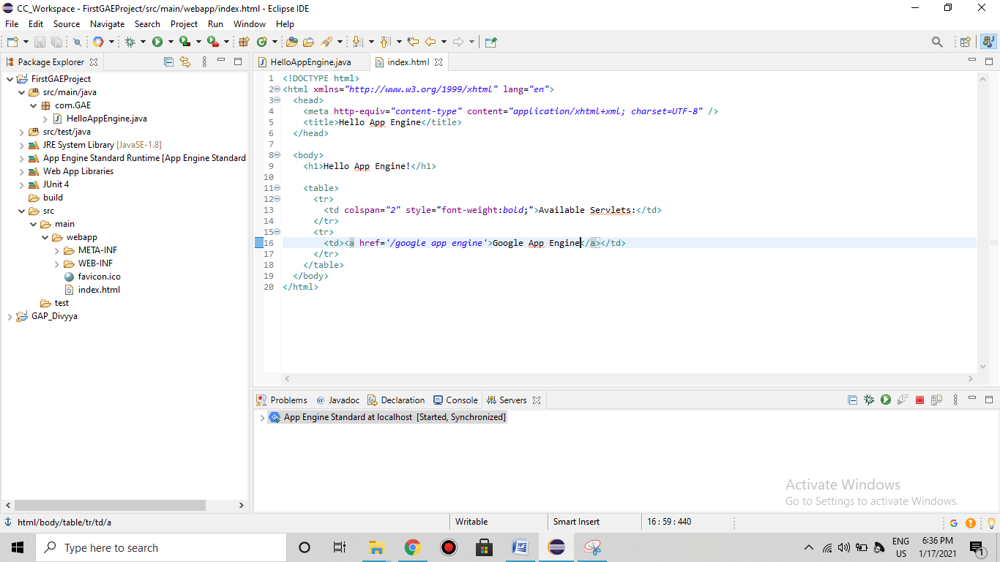 CC_Workspace - FirstGAEProject/src/main/webapp/index.html - Eclipse IDE
File Edit Source Navigate Search Project Run Window Help
Package Explorer
FirstGAEProject
src/main/java
com.GAE
HelloAppEngine.java
src/test/java
JRE System Library [JavaSE-1.8]
App Engine Standard Runtime [App Engine Standard
Web App Libraries
JUnit 4
build
src
main
webapp
META-INF
WEB-INF
favicon.ico
index.html
test
GAP_Divyya
HelloAppEngine.java index.html
1 <!DOCTYPE html>
2 <html xmlns="http://www.w3.org/1999/xhtml" lang="en">
3 <head>
4 <meta http-equiv="content-type" content="application/xhtml+xml; charset=UTF-8" />
5 <title>Hello App Engine</title>
6 </head>
7
8 <body>
9 <h1>Hello App Engine!</h1>
10
11 <table>
12 <tr>
13 <td colspan="2" style="font-weight:bold;">Available Servlets:</td>
14 </tr>
15 <tr>
16 <td><a href='/google app engine'>Google App Engine</a></td>
17 </tr>
18 </table>
19 </body>
20 </html>
Problems @ Javadoc Declaration Console Servers
App Engine Standard at localhost [Started, Synchronized]
Activate Windows
Go to Settings to activate Windows.
html/body/table/tr/td/a Writable Smart Insert 16 : 59 : 440
Type here to search
ENG
US
6:36 PM
1/17/2021
1